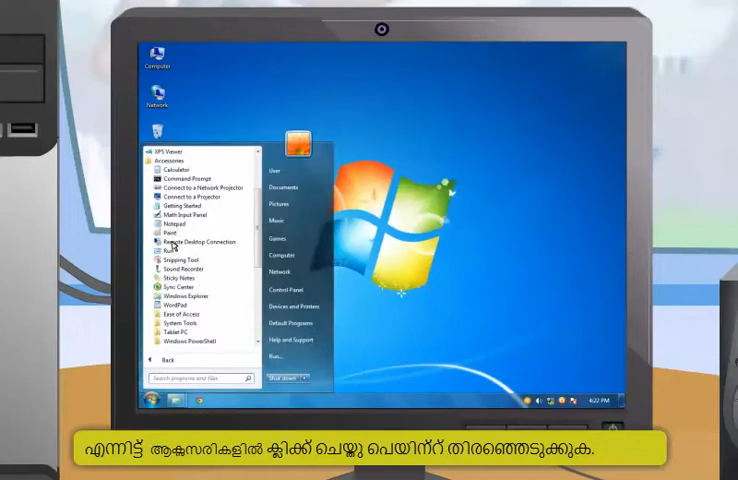 Computer
Network
XPS Viewer
Accessories
Calculator
Command Prompt
Connect to a Network Projector
Connect to a Projector
Getting Started
Math Input Panel
Notepad
Paint
Remote Desktop Connection
Run
Snipping Tool
Sound Recorder
Sticky Notes
Sync Center
Windows Explorer
WordPad
Ease of Access
System Tools
Tablet PC
Windows PowerShell
Back
Search programs and files
User
Documents
Pictures
Music
Games
Computer
Network
Control Panel
Devices and Printers
Default Programs
Help and Support
Run...
Shut down
4:22 PM
എന്നിട്ട് ആക്സസറികളിൽ ക്ലിക്ക് ചെയ്തു പെയിന്റ് തിരഞ്ഞെടുക്കുക.